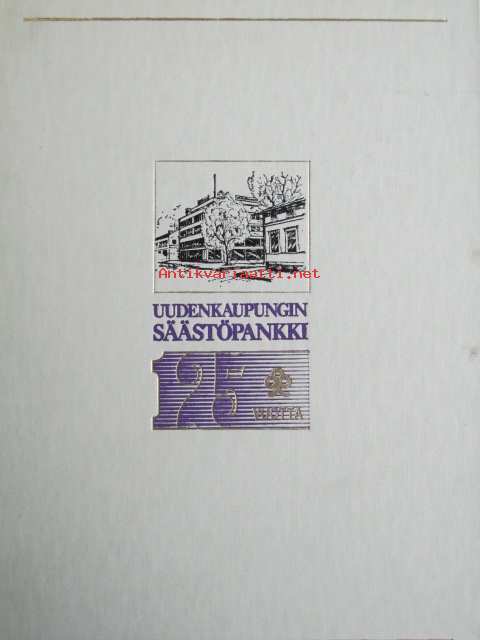 Antikvariaatti.net
UUDENKAUPUNGIN
SÄÄSTÖPANKKI
125
VUOTTA